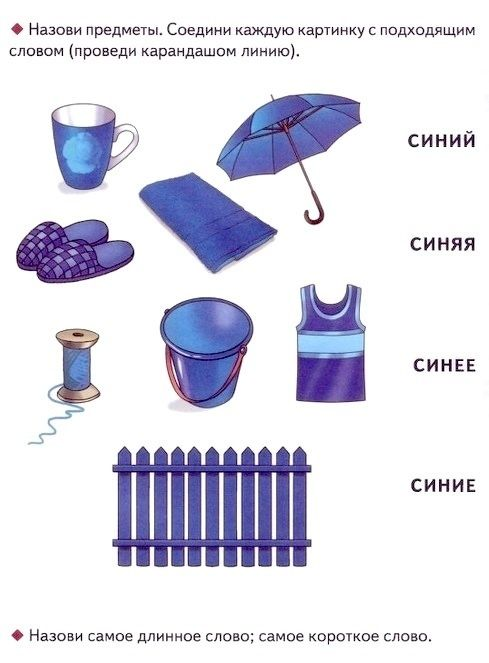 ◆ Назови предметы. Соедини каждую картинку с подходящим
словом (проведи карандашом линию).
СИНИЙ
СИНЯЯ
СИНЕЕ
СИНИЕ
◆ Назови самое длинное слово; самое короткое слово.